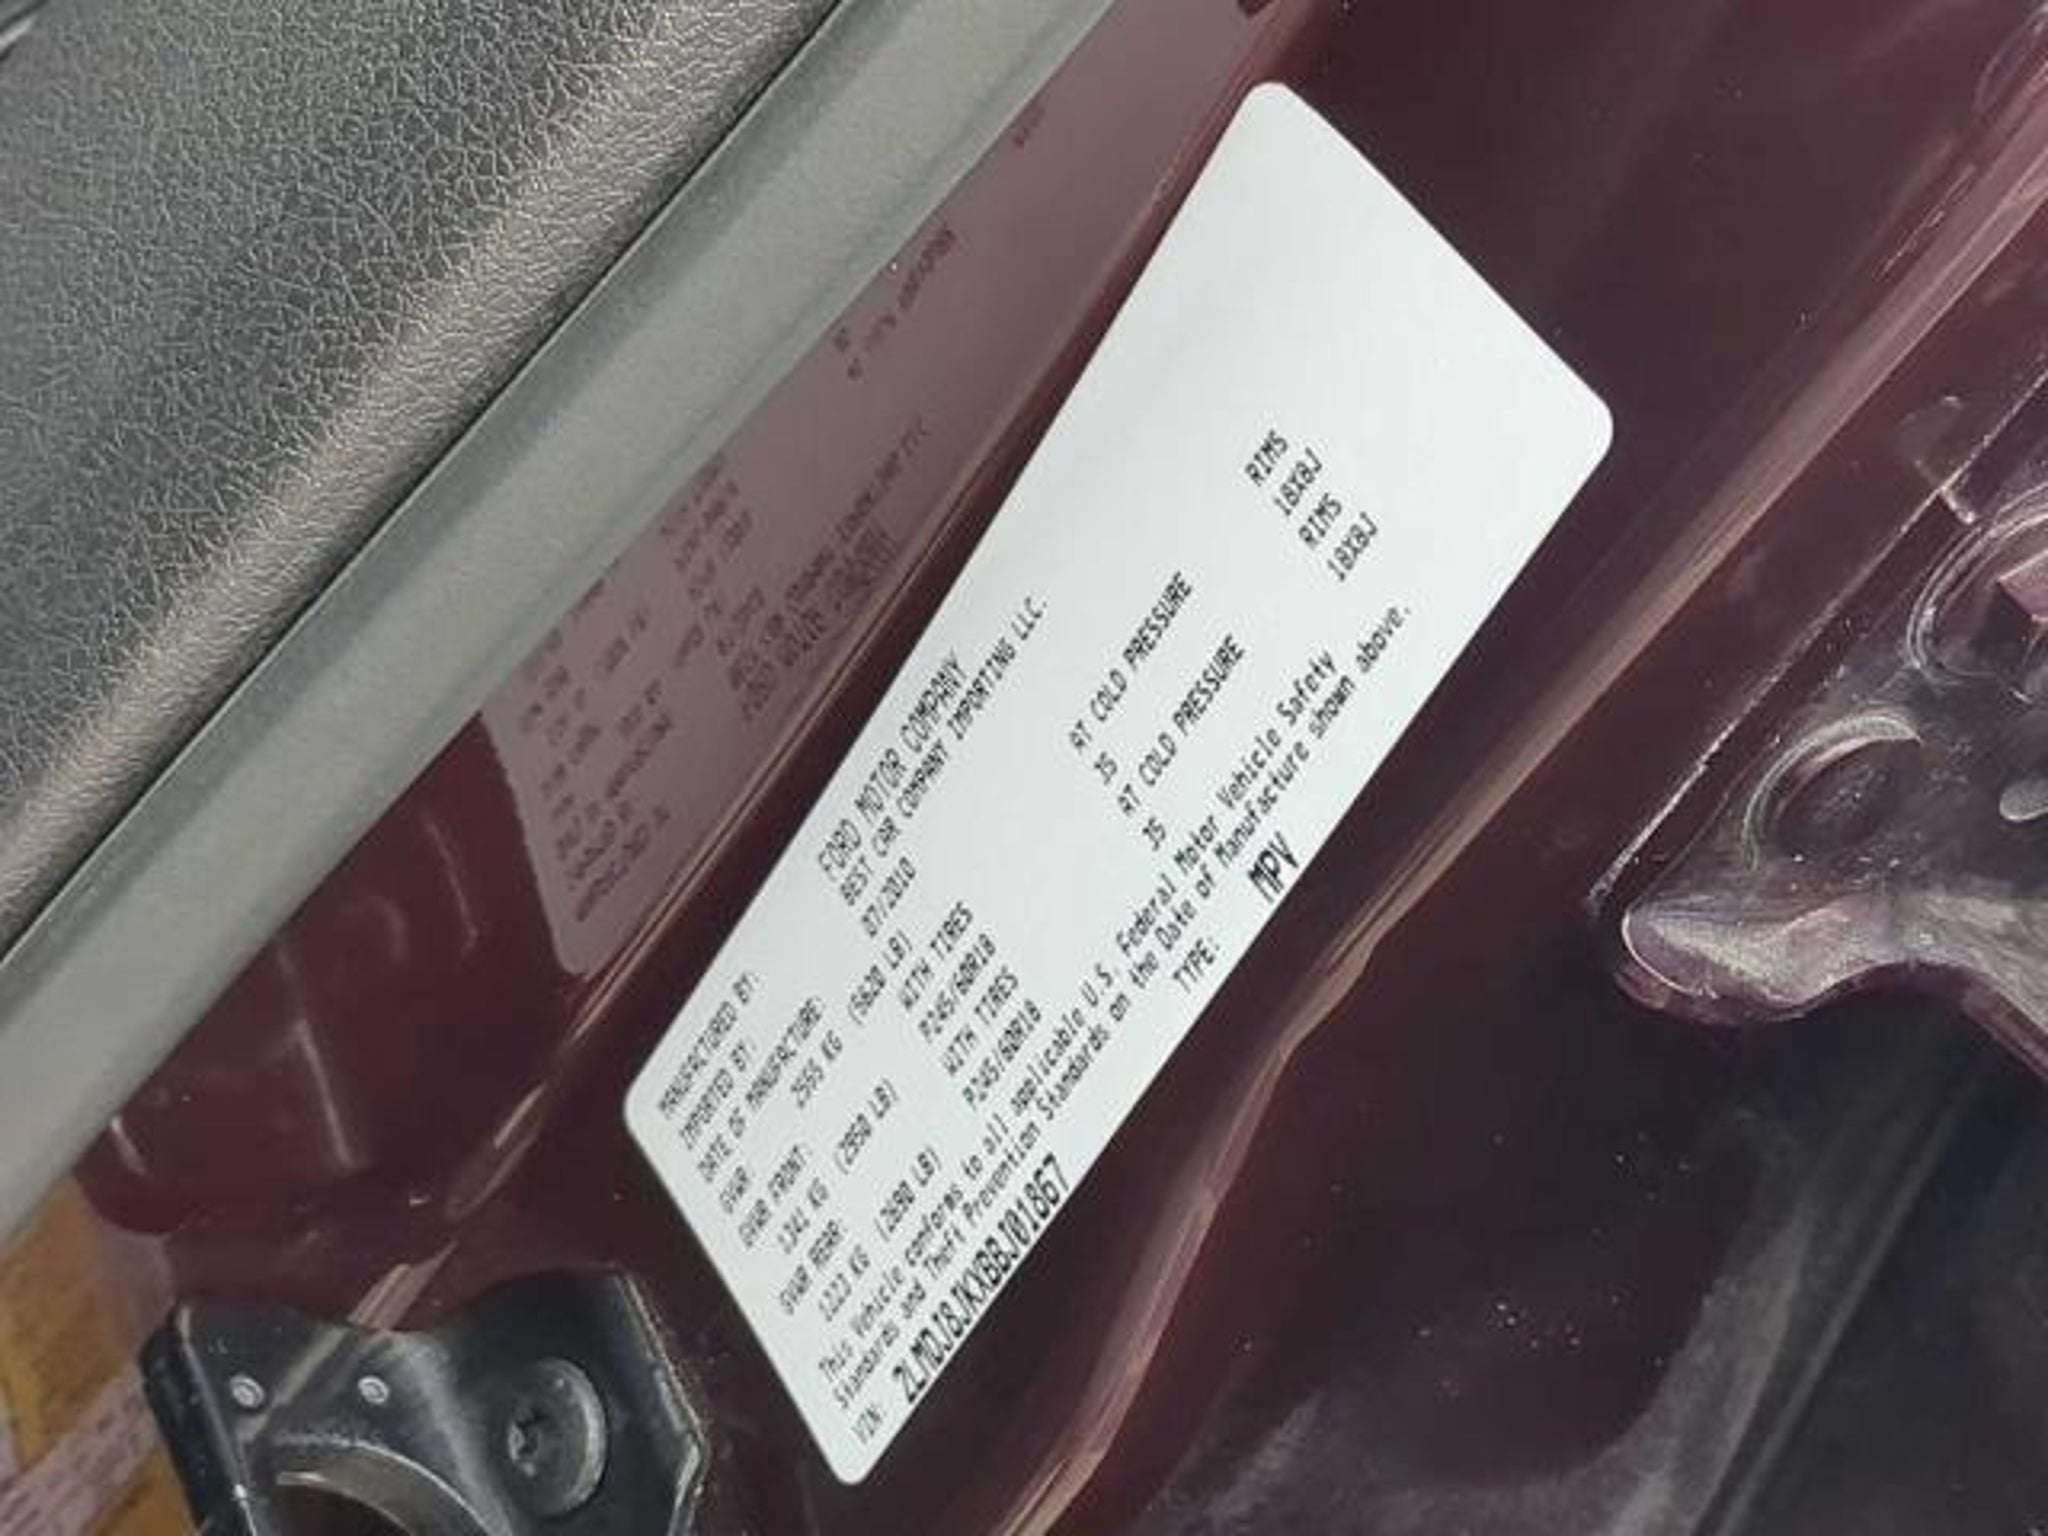 MANUFACTURED BY: FORD MOTOR COMPANY
IMPORTED BY: BEST CAR COMPANY IMPORTING LLC.
DATE OF MANUFACTURE: 07/2010
GVWR 2555 KG (5630 LB)
GVWR FRONT: WITH TIRES AT COLD PRESSURE RIMS
1341 KG (2950 LB) P245/60R18 35 18X8J
GVWR REAR: WITH TIRES AT COLD PRESSURE RIMS
1223 KG P245/60R18 35 18X8J
This Vehicle conforms to all applicable U.S. Federal Motor Vehicle Safety
Standards and Theft Prevention Standards on the Date of Manufacture shown above.
VIN: 2LMDJ8JKXBBJ01867 TYPE: MPV